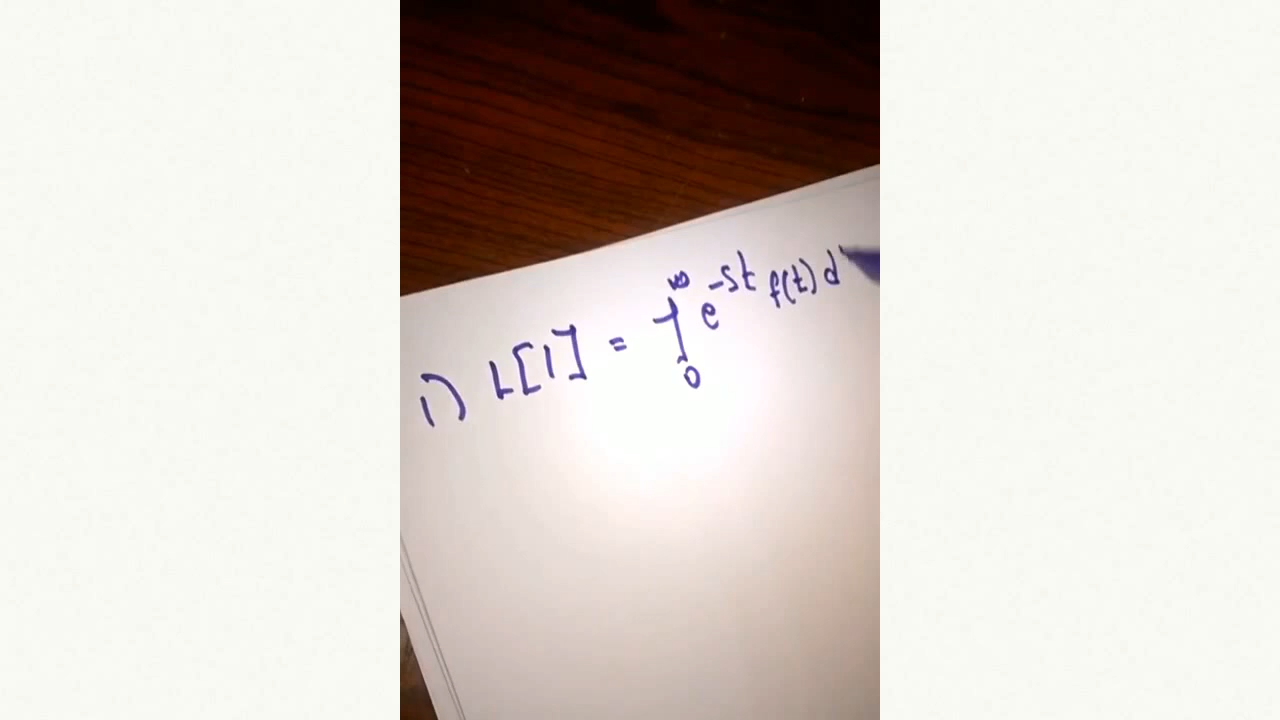 1) L[1] = ∫₀^∞ e^{-st} f(t) d